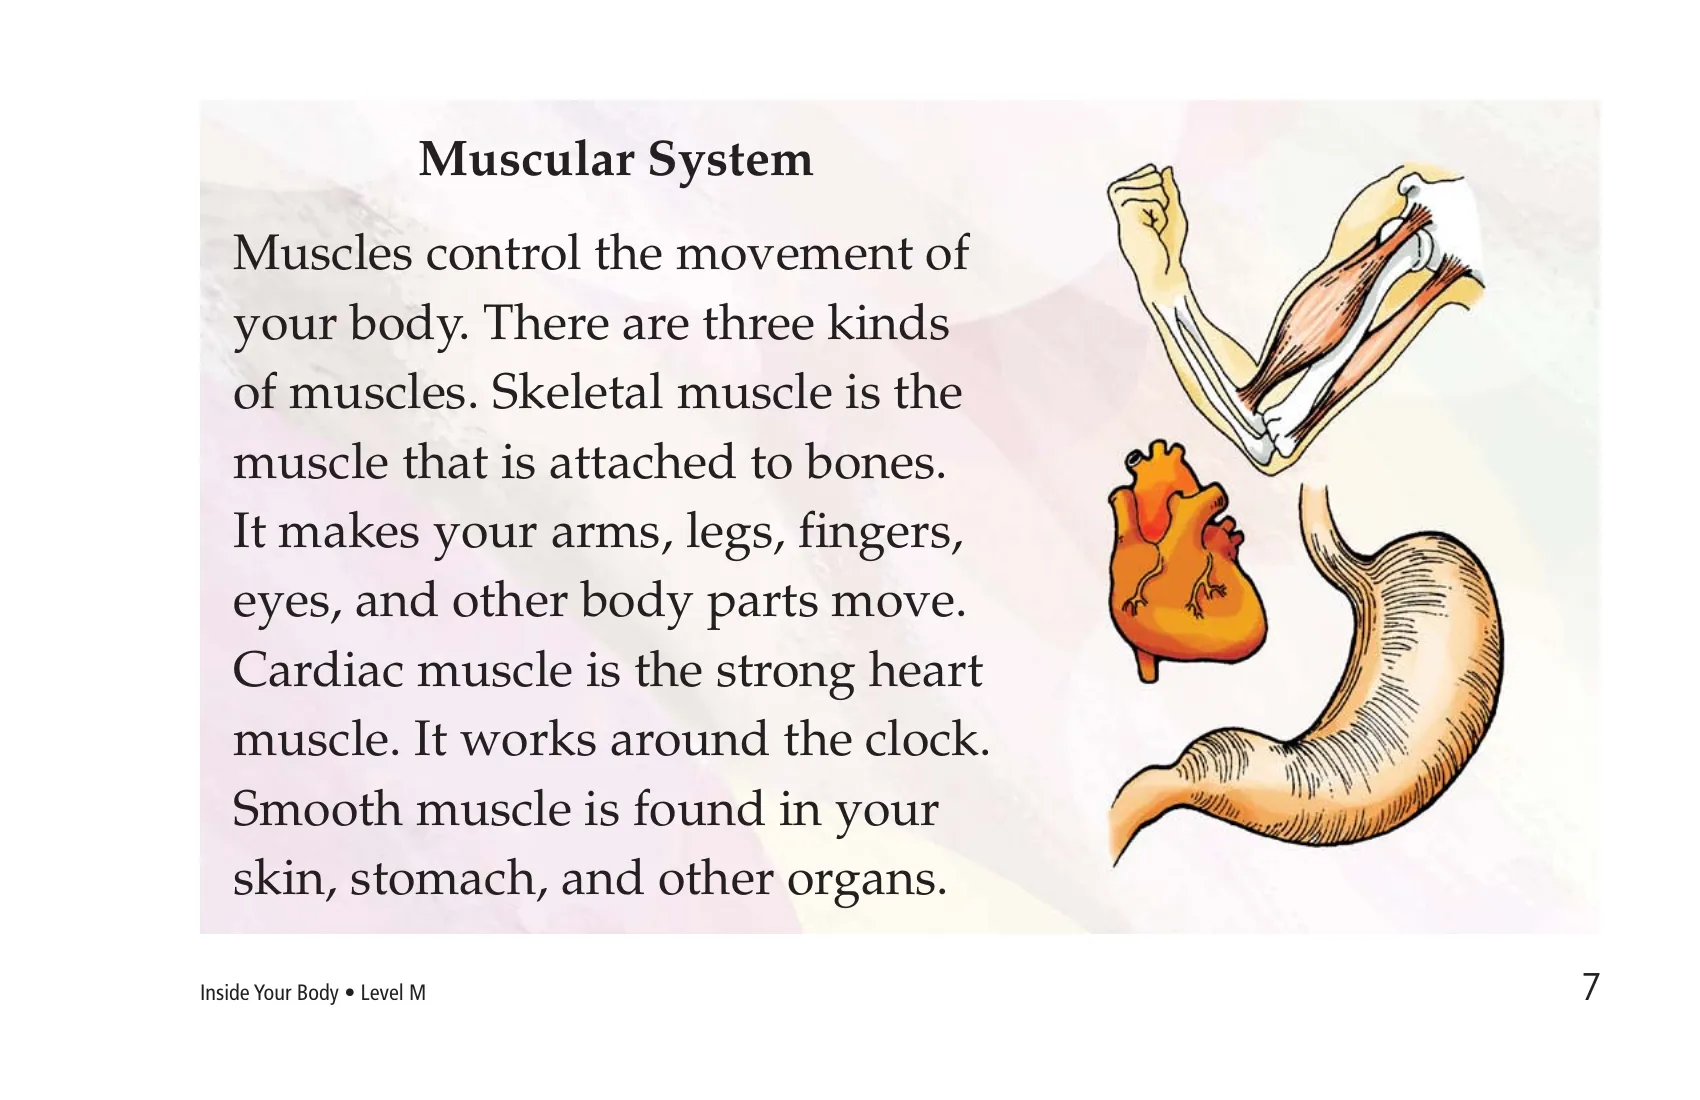 Muscular System
Muscles control the movement of
your body. There are three kinds
of muscles. Skeletal muscle is the
muscle that is attached to bones.
It makes your arms, legs, fingers,
eyes, and other body parts move.
Cardiac muscle is the strong heart
muscle. It works around the clock.
Smooth muscle is found in your
skin, stomach, and other organs.
Inside Your Body • Level M
7